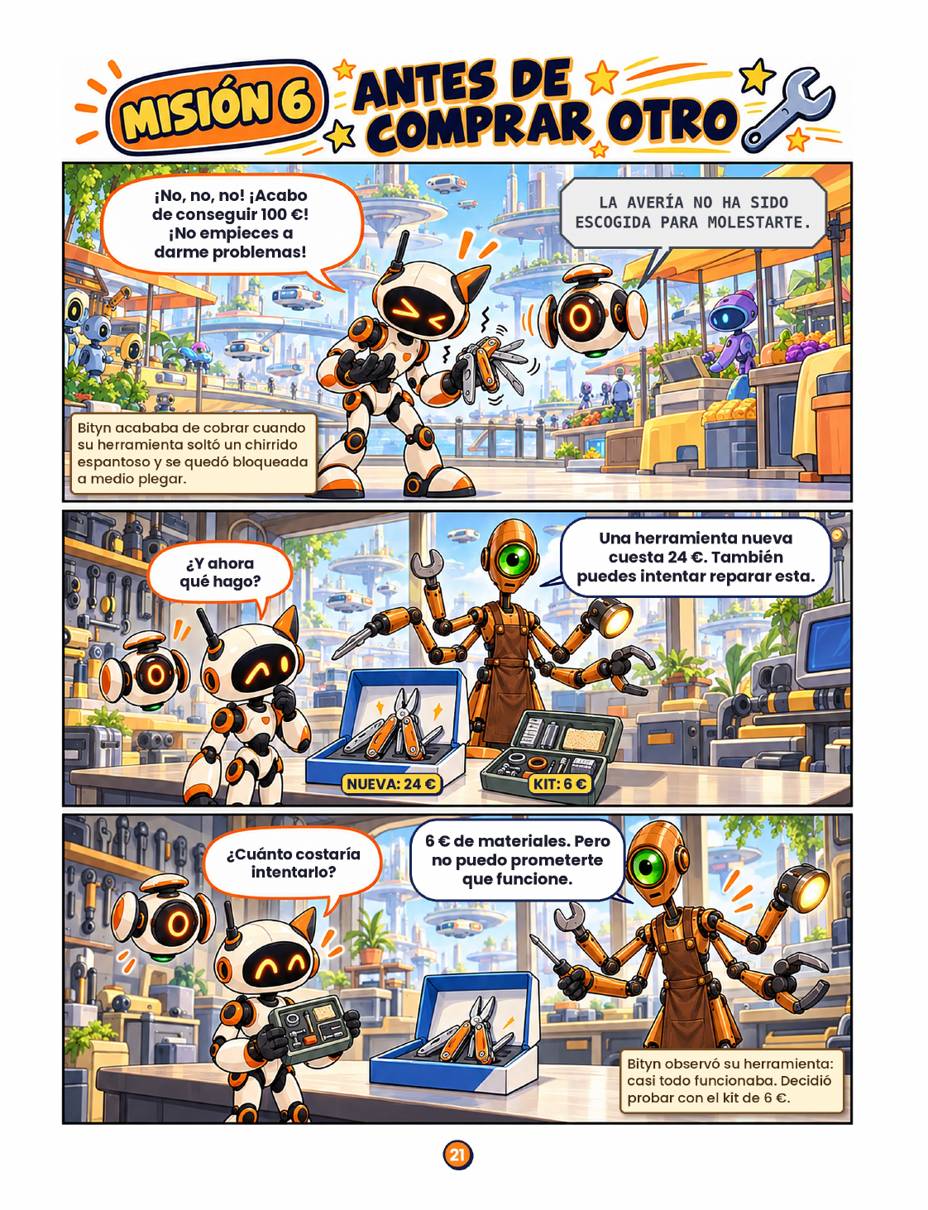 MISIÓN 6
ANTES DE
COMPRAR OTRO
¡No, no, no! ¡Acabo
de conseguir 100 €!
¡No empieces a
darme problemas!
LA AVERÍA NO HA SIDO
ESCOGIDA PARA MOLESTARTE.
Bityn acababa de cobrar cuando
su herramienta soltó un chirrido
espantoso y se quedó bloqueada
a medio plegar.
¿Y ahora
qué hago?
Una herramienta nueva
cuesta 24 €. También
puedes intentar reparar esta.
NUEVA: 24 €
KIT: 6 €
¿Cuánto costaría
intentarlo?
6 € de materiales. Pero
no puedo prometerte
que funcione.
Bityn observó su herramienta:
casi todo funcionaba. Decidió
probar con el kit de 6 €.
21